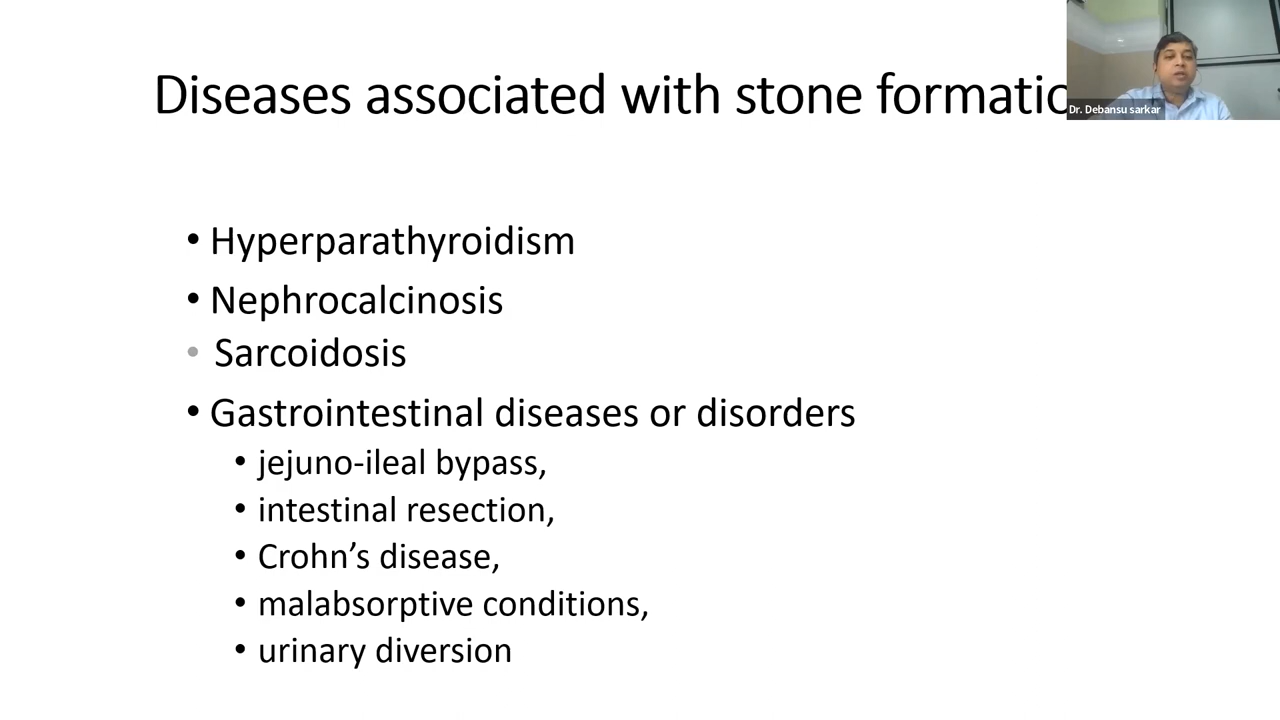 Diseases associated with stone formatio
Dr. Debansu sarkar
• Hyperparathyroidism
• Nephrocalcinosis
• Sarcoidosis
• Gastrointestinal diseases or disorders
• jejuno-ileal bypass,
• intestinal resection,
• Crohn’s disease,
• malabsorptive conditions,
• urinary diversion